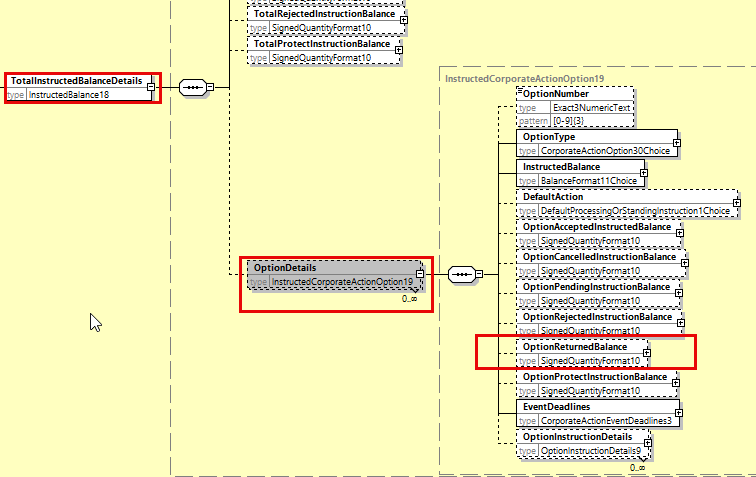 TotalRejectedInstructionBalance
type SignedQuantityFormat10
TotalProtectInstructionBalance
type SignedQuantityFormat10
TotalInstructedBalanceDetails
type InstructedBalance18
InstructedCorporateActionOption19
OptionNumber
type Exact3NumericText
pattern [0-9]{3}
OptionType
type CorporateActionOption30Choice
InstructedBalance
type BalanceFormat11Choice
DefaultAction
type DefaultProcessingOrStandingInstruction1Choice
OptionAcceptedInstructedBalance
type SignedQuantityFormat10
OptionCancelledInstructionBalance
type SignedQuantityFormat10
OptionDetails
type InstructedCorporateActionOption19
0..∞
OptionPendingInstructionBalance
type SignedQuantityFormat10
OptionRejectedInstructionBalance
type SignedQuantityFormat10
OptionReturnedBalance
type SignedQuantityFormat10
OptionProtectInstructionBalance
type SignedQuantityFormat10
EventDeadlines
type CorporateActionEventDeadlines3
OptionInstructionDetails
type OptionInstructionDetails9
0..∞